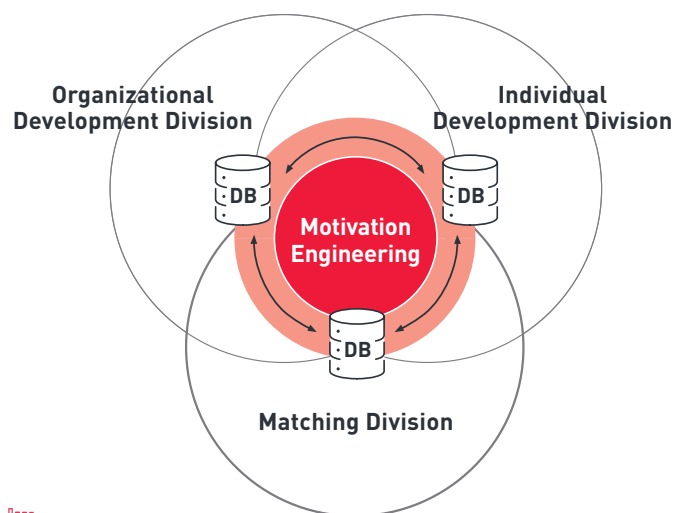 Organizational
Development Division
Individual
Development Division
DB
DB
Motivation
Engineering
DB
Matching Division